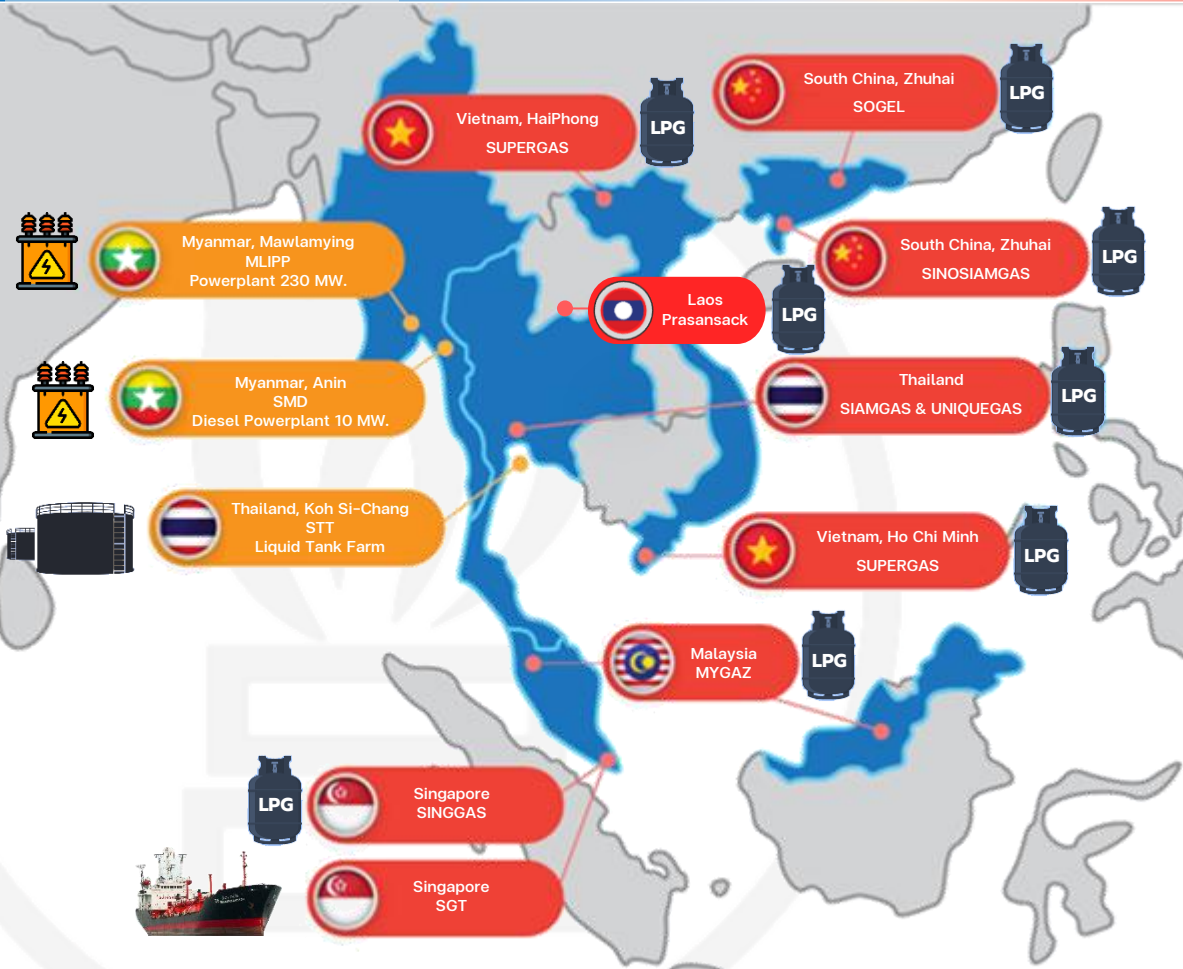 South China, Zhuhai
SOGEL
LPG
Vietnam, HaiPhong
SUPERGAS
LPG
Myanmar, Mawlamying
MLIPP
Powerplant 230 MW.
South China, Zhuhai
SINOSIAMGAS
LPG
Laos
Prasansack
LPG
Myanmar, Anin
SMD
Diesel Powerplant 10 MW.
Thailand
SIAMGAS & UNIQUEGAS
LPG
Thailand, Koh Si-Chang
STT
Liquid Tank Farm
Vietnam, Ho Chi Minh
SUPERGAS
LPG
Malaysia
MYGAZ
LPG
LPG
Singapore
SINGGAS
Singapore
SGT